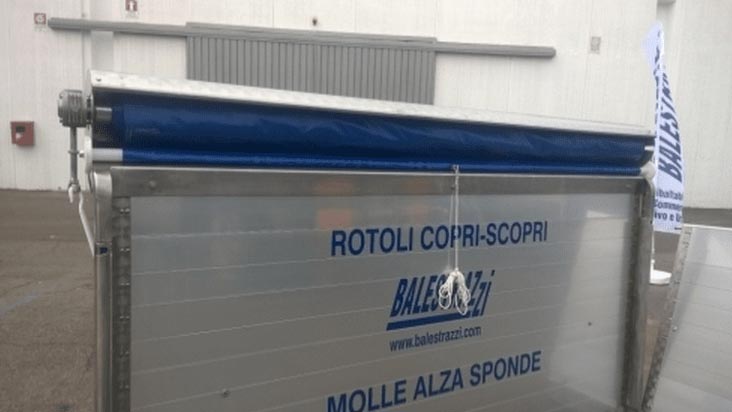 ROTOLI COPRI-SCOPRI
BALESTRAZZi
www.balestrazzi.com
MOLLE ALZA SPONDE